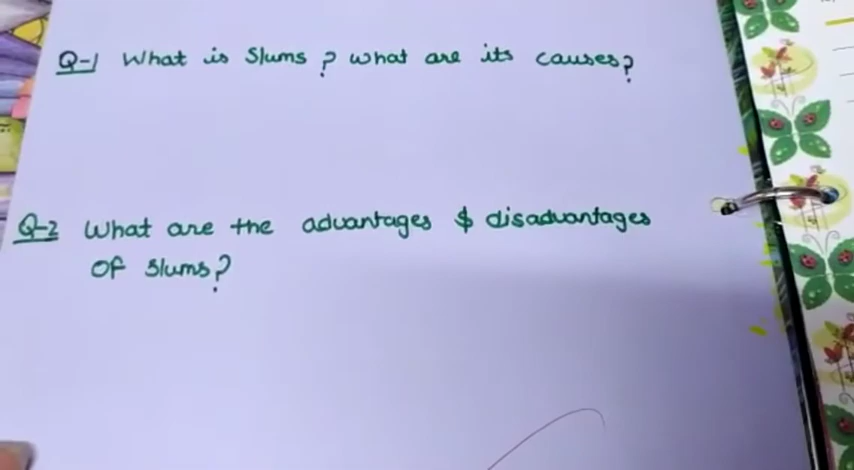 Q-1 What is Slums? what are its causes?
Q-2 What are the advantages & disadvantages
of slums?